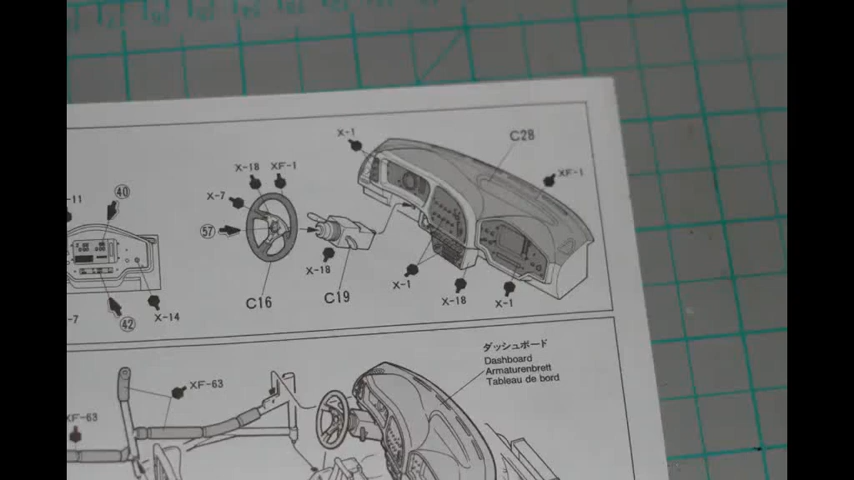 X-1
C28
X-18 XF-1
XF-1
-11
40
X-7
57
X-18
X-1
X-18
X-1
C16
C19
X-14
-7
42
ダッシュボード
Dashboard
Armaturenbrett
Tableau de bord
XF-63
XF-63